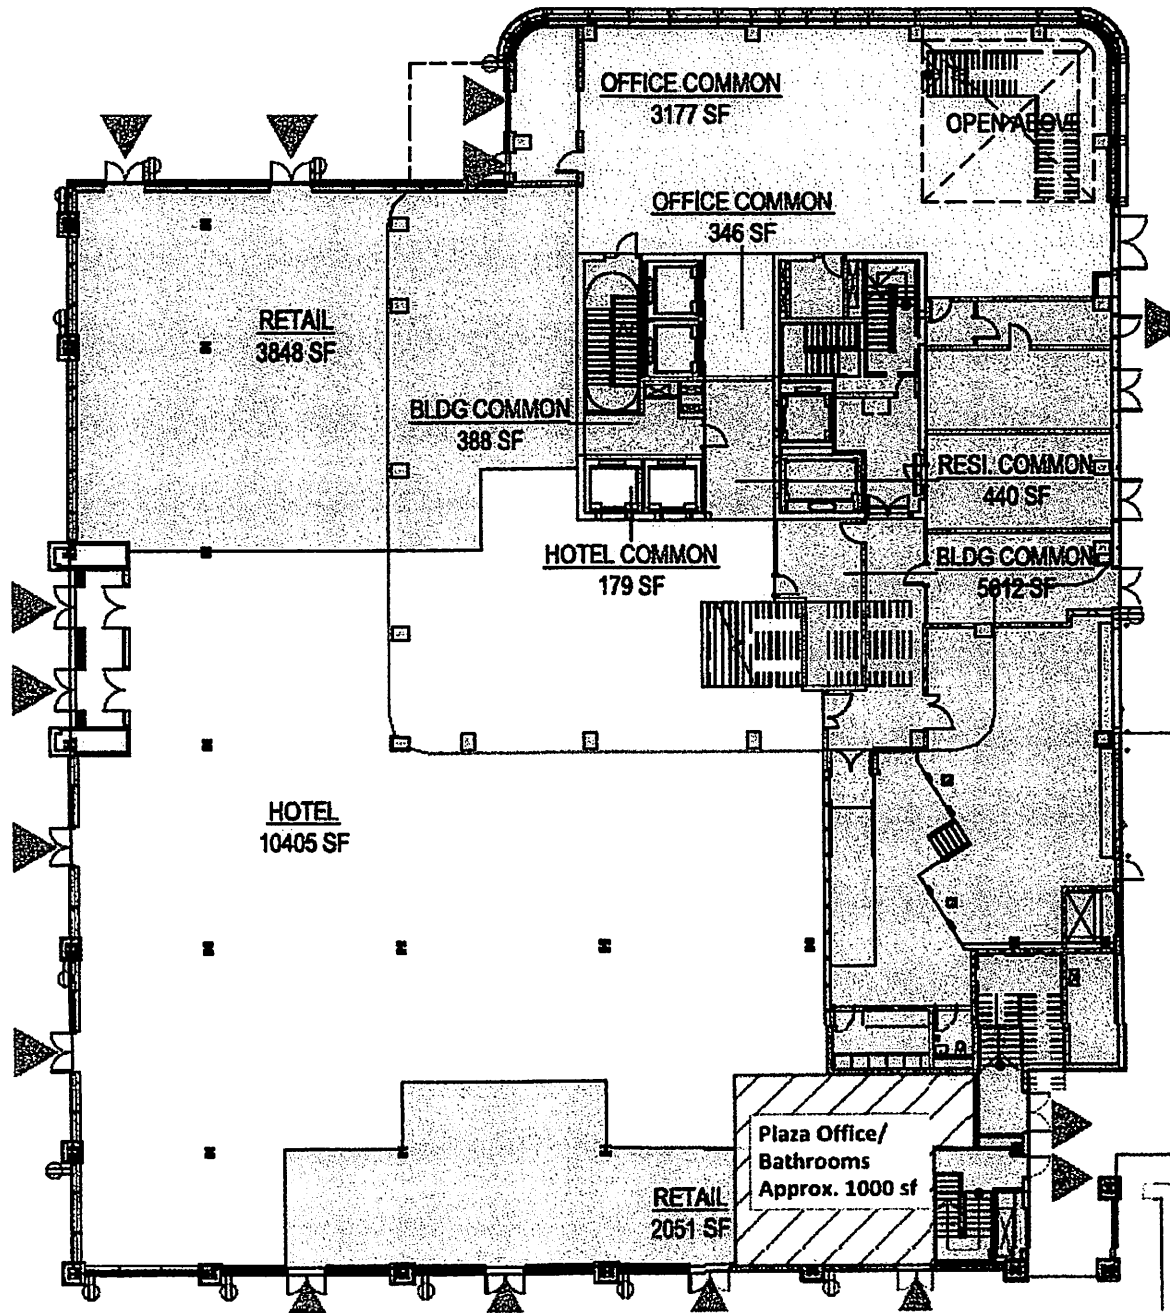 OFFICE COMMON
3177 SF
OPEN ABOVE
OFFICE COMMON
346 SF
RETAIL
3848 SF
BLDG COMMON
388 SF
RESI. COMMON
440 SF
HOTEL COMMON
179 SF
BLDG COMMON
5612 SF
HOTEL
10405 SF
Plaza Office/
Bathrooms
Approx. 1000 sf
RETAIL
2051 SF